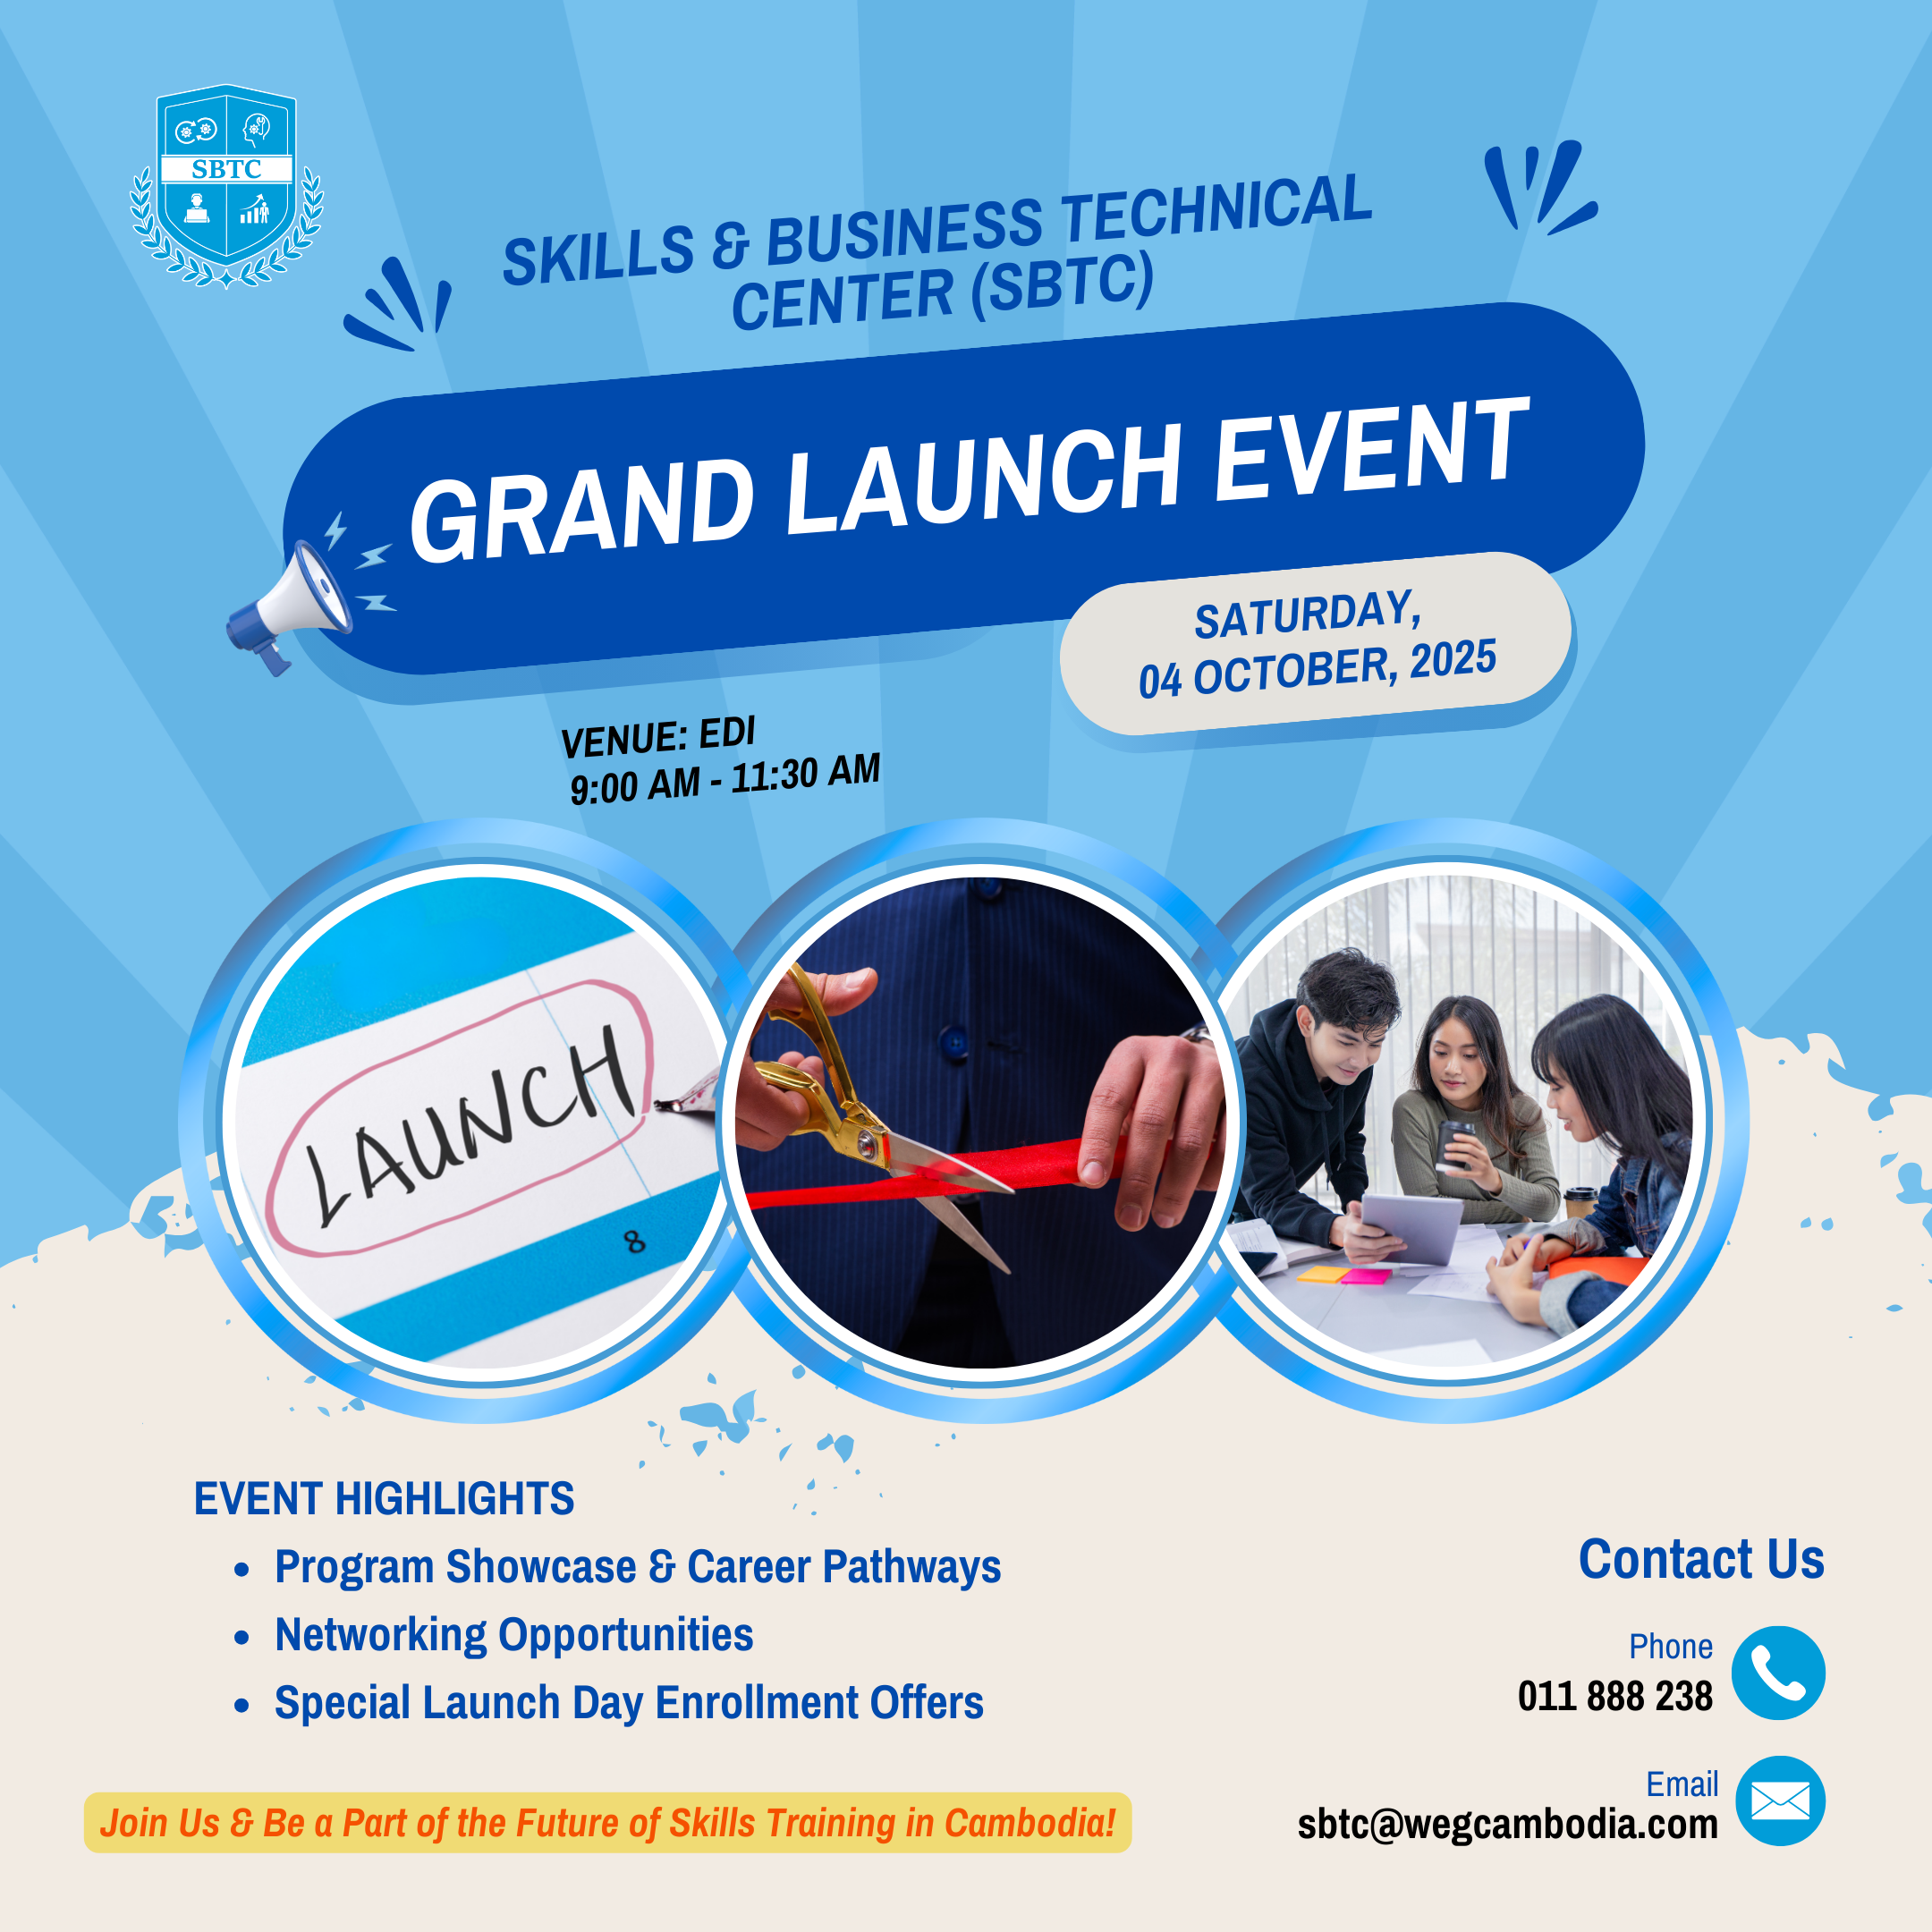 SBTC
SKILLS & BUSINESS TECHNICAL
CENTER (SBTC)
GRAND LAUNCH EVENT
SATURDAY,
04 OCTOBER, 2025
VENUE: EDI
9:00 AM - 11:30 AM
LAUNCH
8
EVENT HIGHLIGHTS
• Program Showcase & Career Pathways
• Networking Opportunities
• Special Launch Day Enrollment Offers
Join Us & Be a Part of the Future of Skills Training in Cambodia!
Contact Us
Phone
011 888 238
Email
sbtc@wegcambodia.com